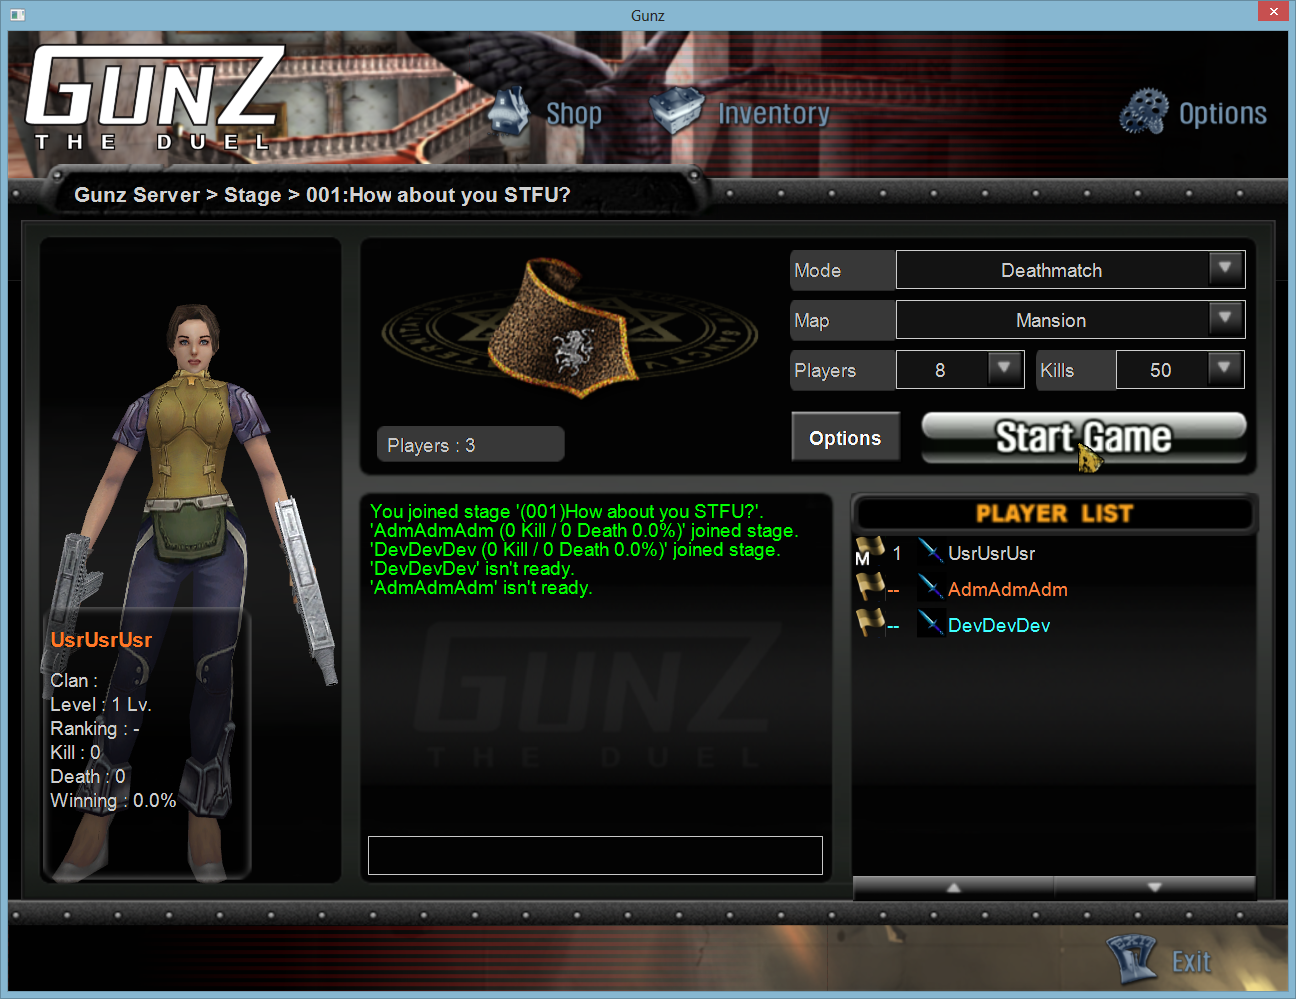 Gunz
GUNZ
THE DUEL
Shop
Inventory
Options
Gunz Server > Stage > 001:How about you STFU?
Mode
Deathmatch
Map
Mansion
Players
8
Kills
50
Players : 3
Options
Start Game
You joined stage '(001)How about you STFU?'.
'AdmAdmAdm (0 Kill / 0 Death 0.0%)' joined stage.
'DevDevDev (0 Kill / 0 Death 0.0%)' joined stage.
'DevDevDev' isn't ready.
'AdmAdmAdm' isn't ready.
GUNZ
THE DUEL
PLAYER LIST
M 1 UsrUsrUsr
-- AdmAdmAdm
-- DevDevDev
UsrUsrUsr
Clan :
Level : 1 Lv.
Ranking : -
Kill : 0
Death : 0
Winning : 0.0%
Exit